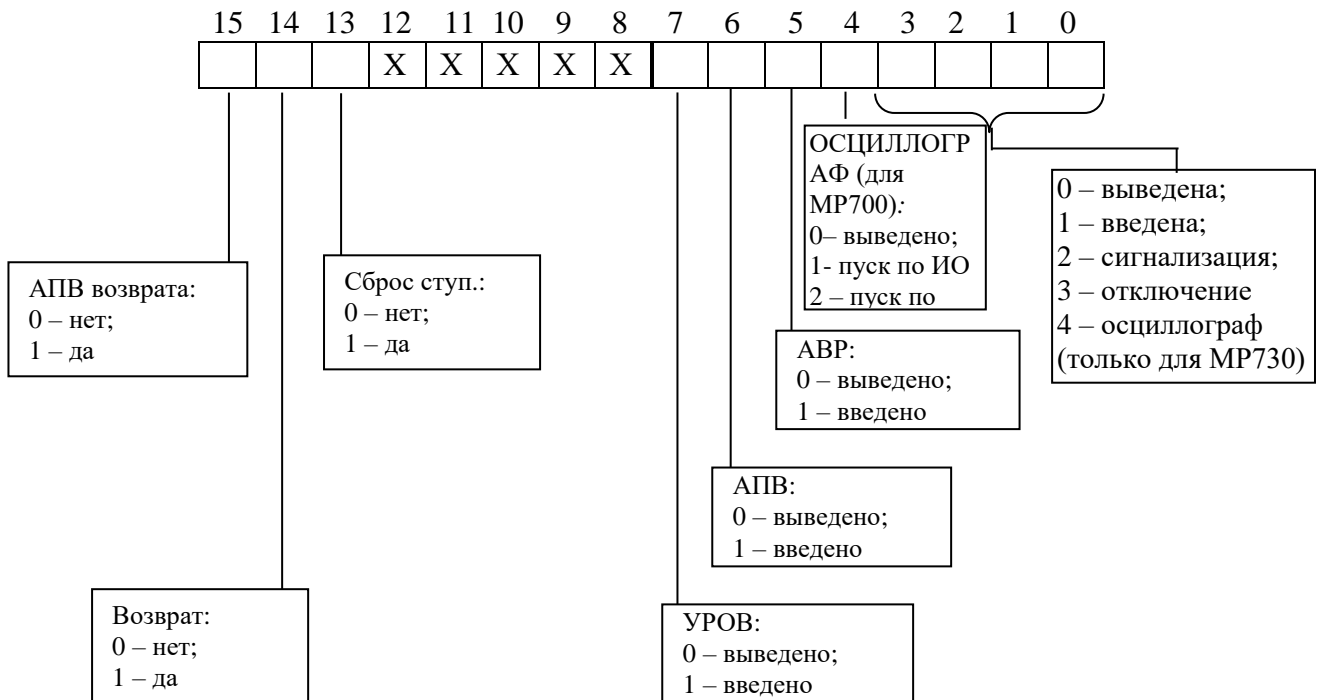 15 14 13 12 11 10 9 8 7 6 5 4 3 2 1 0
X X X X X
ОСЦИЛЛОГР
АФ (для
МР700):
0– выведено;
1- пуск по ИО
2 – пуск по
0 – выведена;
1 – введена;
2 – сигнализация;
3 – отключение
4 – осциллограф
(только для МР730)
АПВ возврата:
0 – нет;
1 – да
Сброс ступ.:
0 – нет;
1 – да
АВР:
0 – выведено;
1 – введено
АПВ:
0 – выведено;
1 – введено
Возврат:
0 – нет;
1 – да
УРОВ:
0 – выведено;
1 – введено